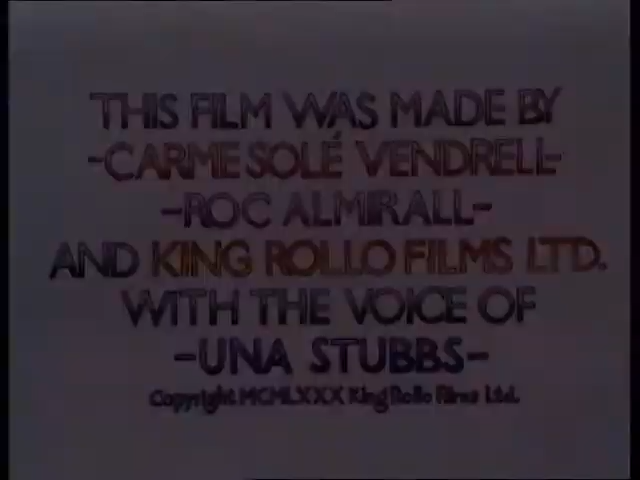 THIS FILM WAS MADE BY
-CARME SOLÉ VENDRELL-
-ROC ALMIRALL-
AND KING ROLLO FILMS LTD.
WITH THE VOICE OF
-UNA STUBBS-
Copyright MCMLXXX King Rollo Films Ltd.